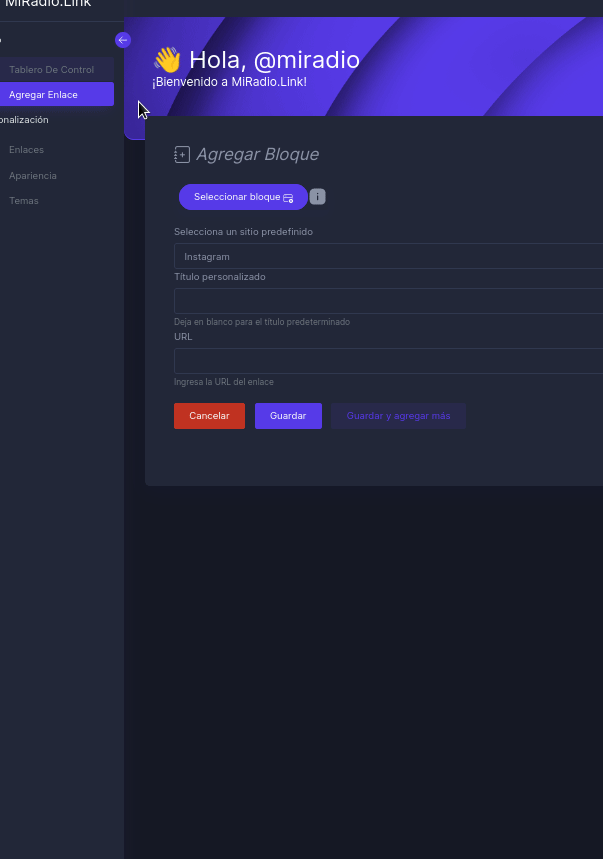 MiRadio.Link
Tablero De Control
Agregar Enlace
onalización
Enlaces
Apariencia
Temas
👋 Hola, @miradio
¡Bienvenido a MiRadio.Link!
Agregar Bloque
Seleccionar bloque
i
Selecciona un sitio predefinido
Instagram
Título personalizado
Deja en blanco para el título predeterminado
URL
Ingresa la URL del enlace
Cancelar
Guardar
Guardar y agregar más